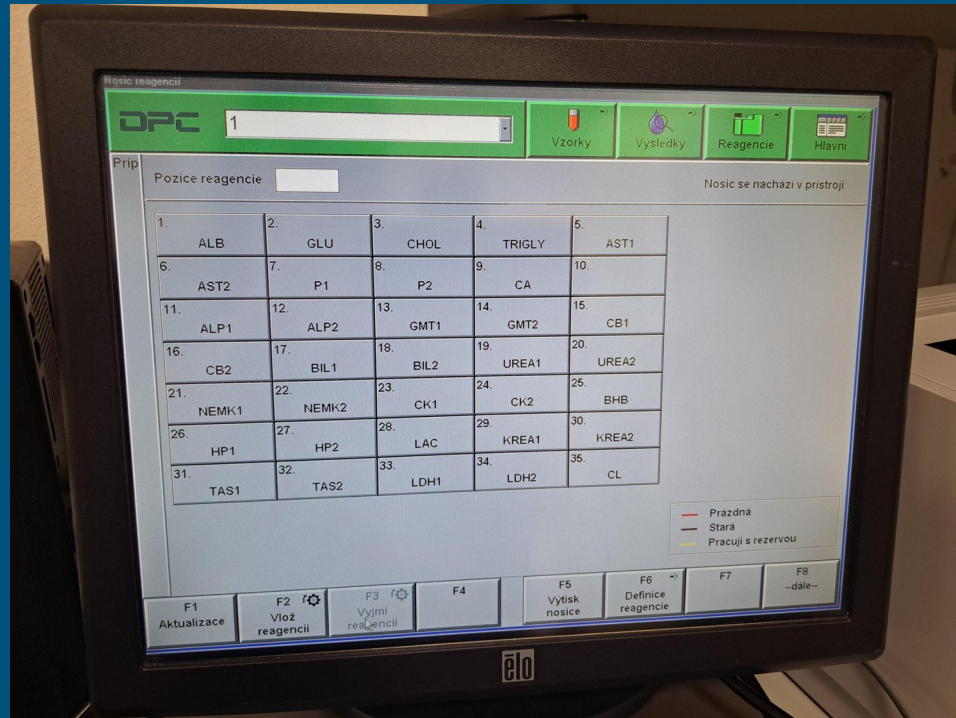 Nosic reagencií
DPC 1
Vzorky Vysledky Reagencie Hlavni
Prip
Pozice reagencie Nosic se nachází v pristroji
1. ALB 2. GLU 3. CHOL 4. TRIGLY 5. AST1
6. AST2 7. P1 8. P2 9. CA 10.
11. ALP1 12. ALP2 13. GMT1 14. GMT2 15. CB1
16. CB2 17. BIL1 18. BIL2 19. UREA1 20. UREA2
21. NEMK1 22. NEMK2 23. CK1 24. CK2 25. BHB
26. HP1 27. HP2 28. LAC 29. KREA1 30. KREA2
31. TAS1 32. TAS2 33. LDH1 34. LDH2 35. CL
Prázdná
Stará
Pracuji s rezervou
F1 F2 F3 F4 F5 F6 F7 F8
Aktualizace Vlož Vyjmi Výtisk Definice --dále--
reagencii reagencii nosice reagencie
elo